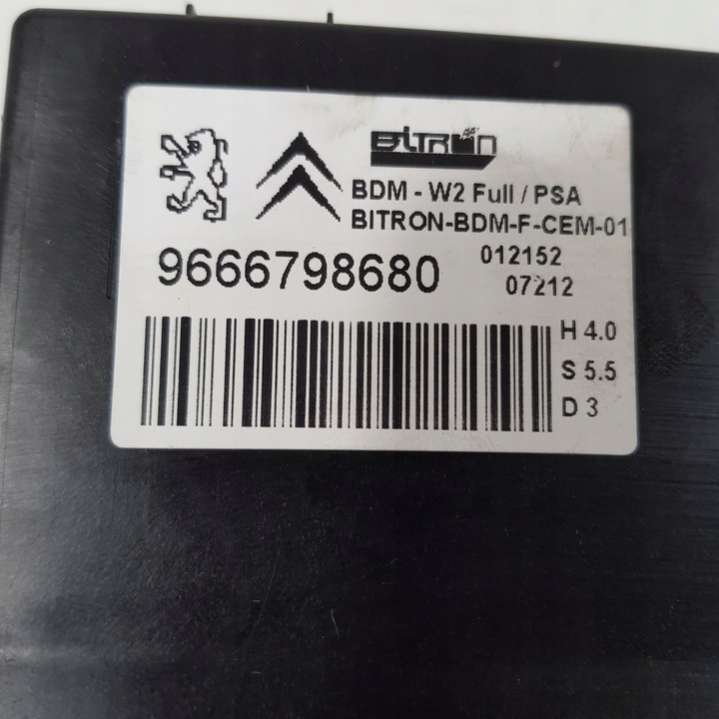 BiTRON
BDM - W2 Full / PSA
BITRON-BDM-F-CEM-01
9666798680
012152
07212
H 4.0
S 5.5
D 3